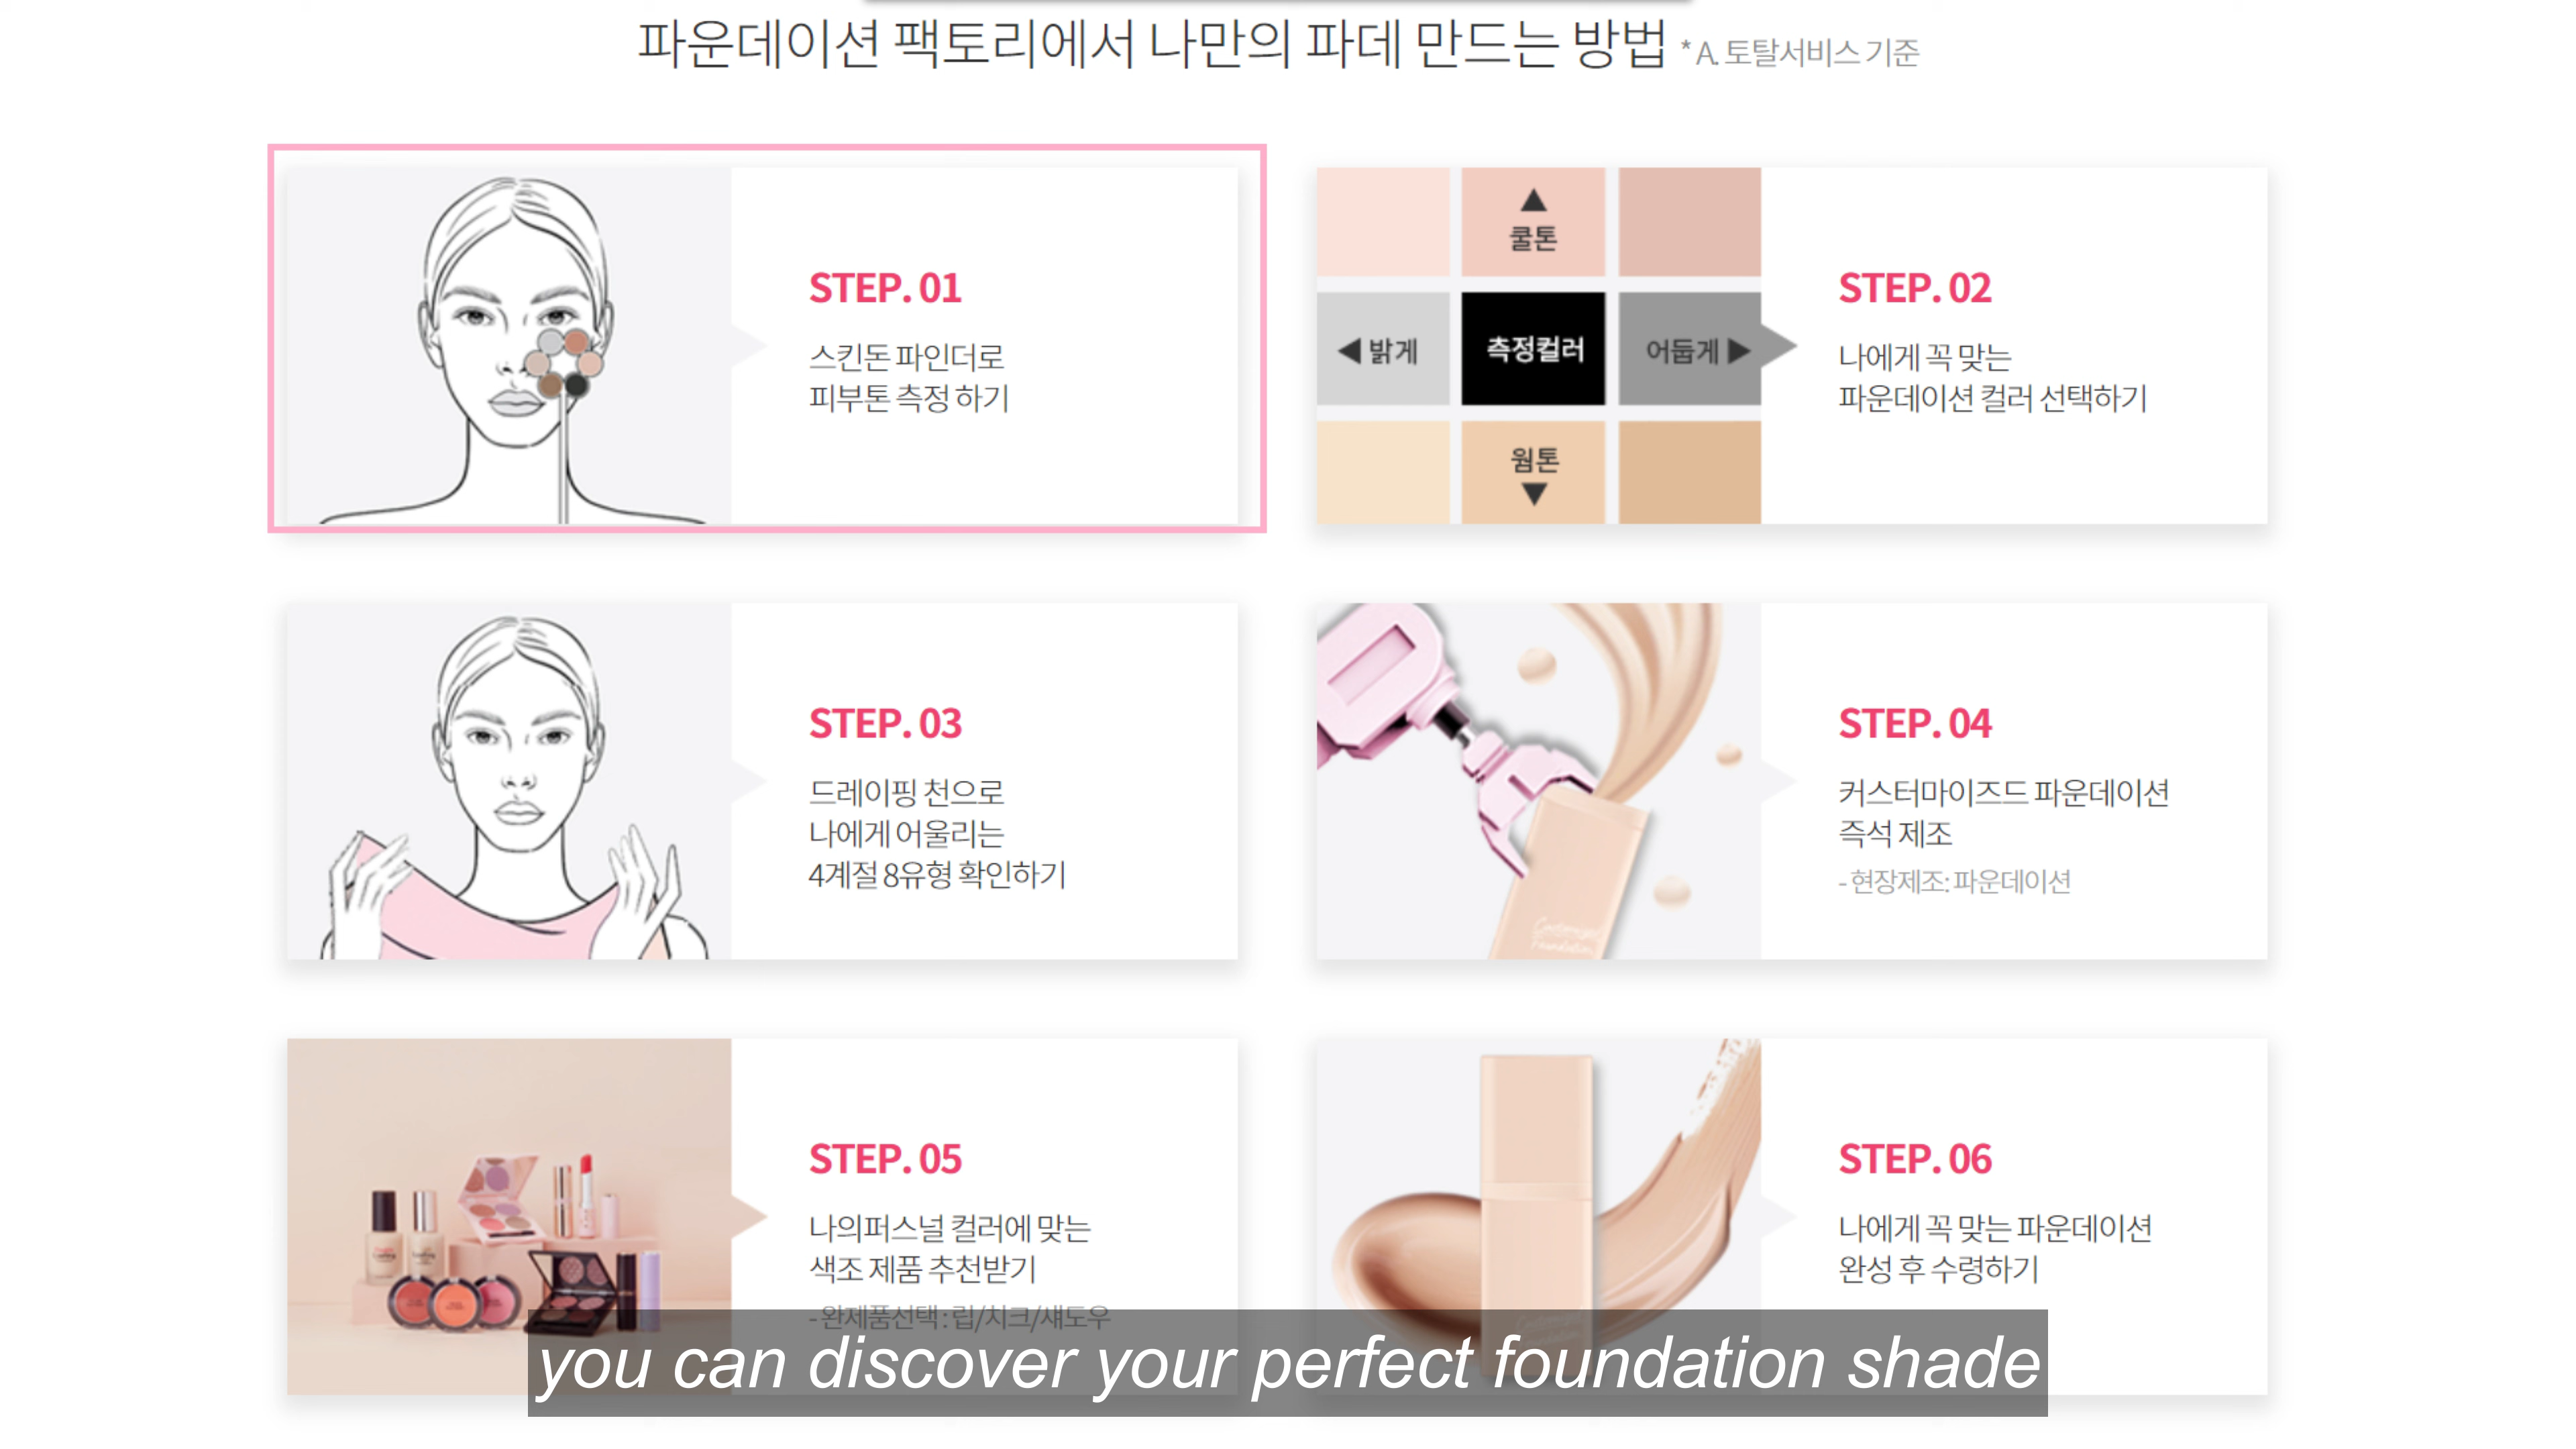 파운데이션 팩토리에서 나만의 파데 만드는 방법 * A. 토탈서비스 기준
STEP. 01
스킨톤 파인더로
피부톤 측정 하기
▲
쿨톤
◀ 밝게
측정컬러
어둡게 ▶
웜톤
▼
STEP. 02
나에게 꼭 맞는
파운데이션 컬러 선택하기
STEP. 03
드레이핑 천으로
나에게 어울리는
4계절 8유형 확인하기
Customized
Foundation
STEP. 04
커스터마이즈드 파운데이션
즉석 제조
- 현장제조: 파운데이션
STEP. 05
나의퍼스널 컬러에 맞는
색조 제품 추천받기
- 완제품선택 : 립/치크/섀도우
STEP. 06
나에게 꼭 맞는 파운데이션
완성 후 수령하기
you can discover your perfect foundation shade